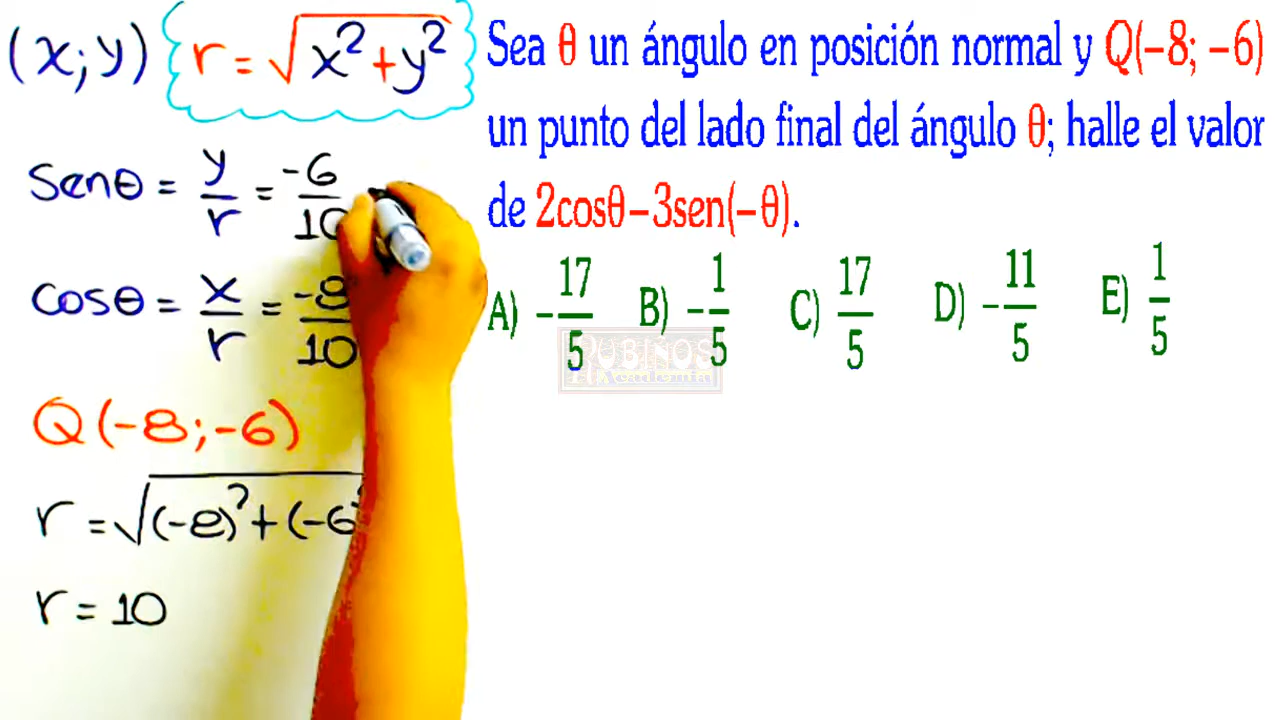 (x;y) r = √x²+y²
Senθ = y/r = -6/10
cosθ = x/r = -8/10
Q(-8;-6)
r = √(-8)²+(-6
r = 10
Sea θ un ángulo en posición normal y Q(−8; −6)
un punto del lado final del ángulo θ; halle el valor
de 2cosθ−3sen(−θ).
A) −17/5 B) −1/5 C) 17/5 D) −11/5 E) 1/5
RUBIÑOS
Academia